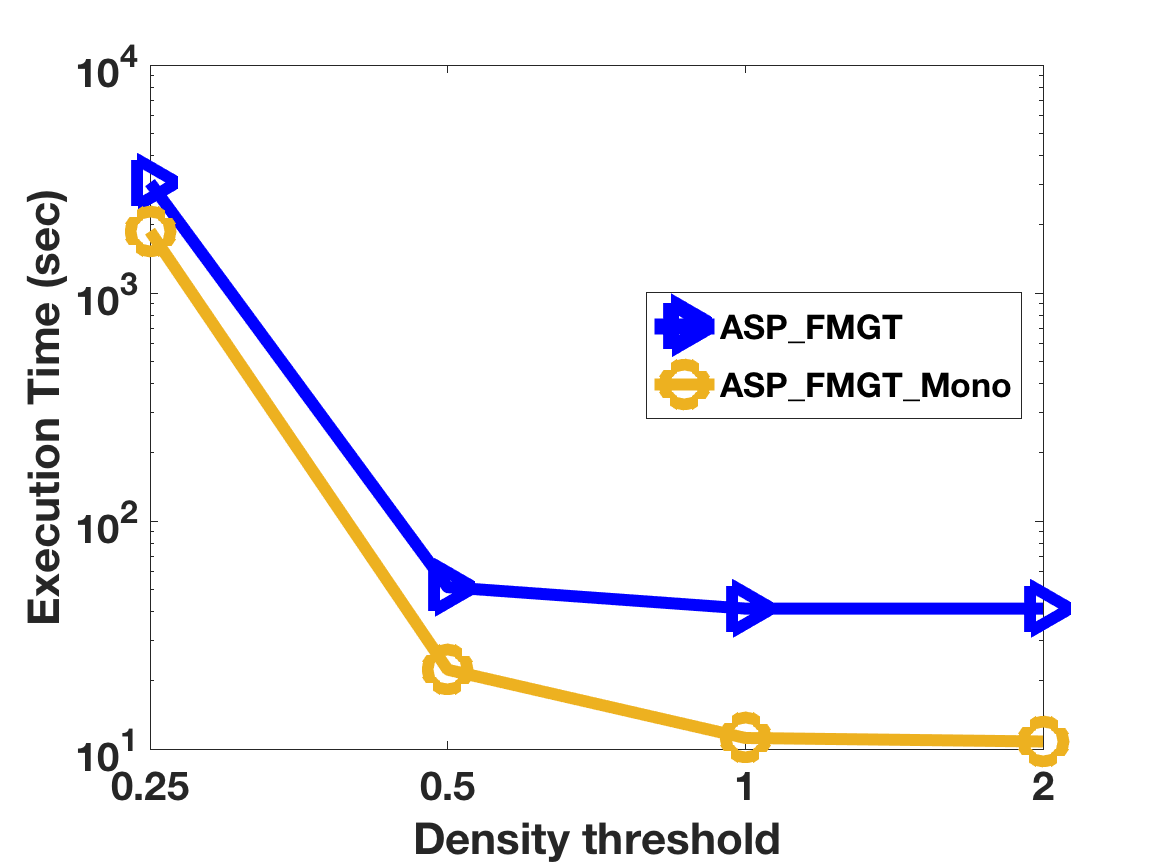 10^4
10^3
10^2
10^1
Execution Time (sec)
ASP_FMGT
ASP_FMGT_Mono
0.25 0.5 1 2
Density threshold